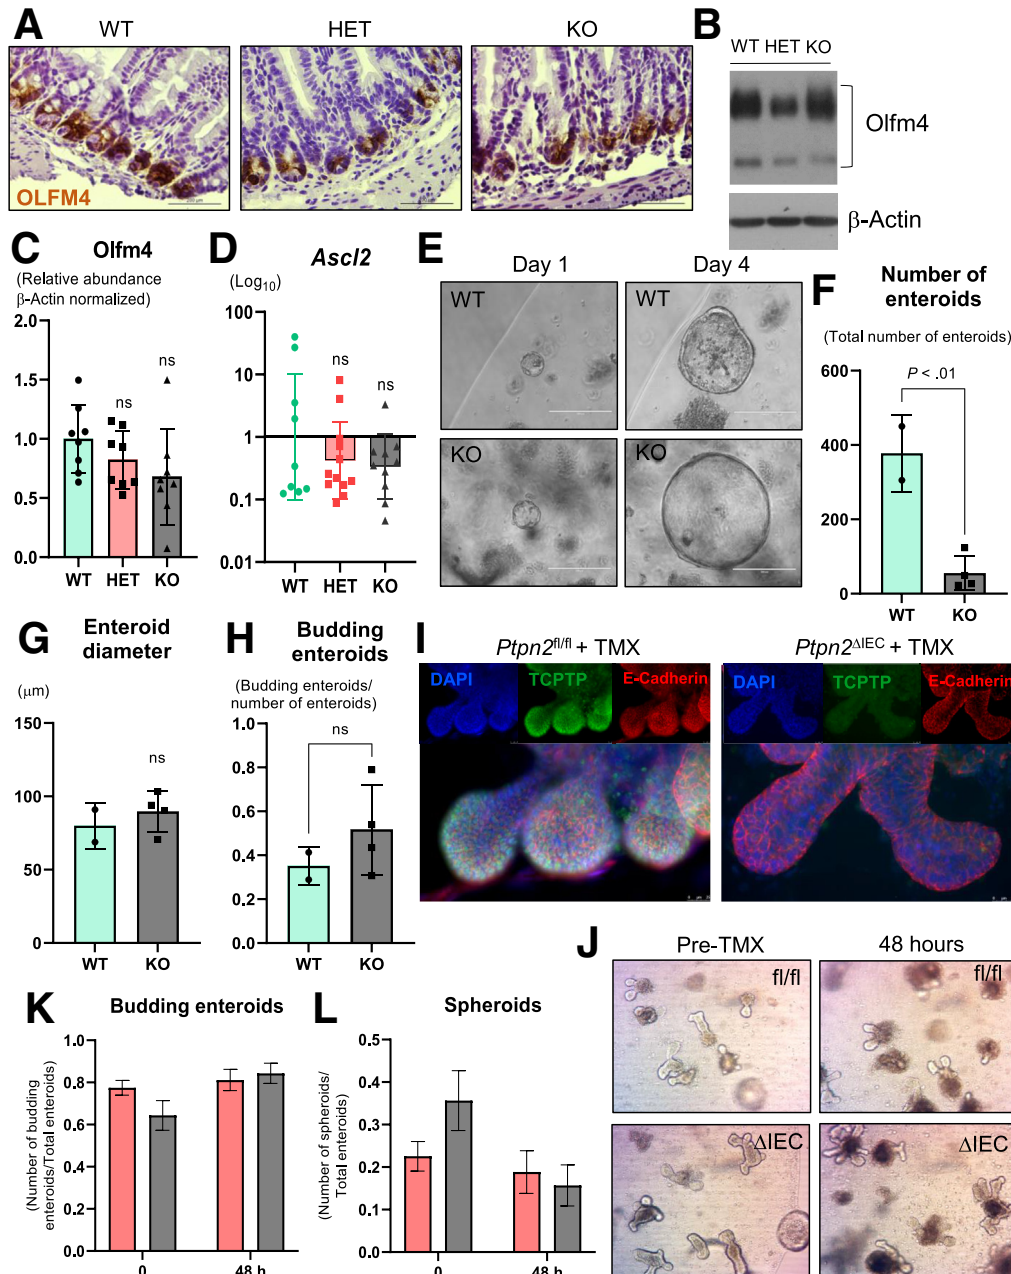 A
WT
HET
KO
OLFM4
B
WT HET KO
Olfm4
β-Actin
C
Olfm4
(Relative abundance
β-Actin normalized)
2.0
1.5
1.0
0.5
0.0
ns
ns
WT
HET
KO
D
Ascl2
(Log10)
100
10
1
0.1
0.01
ns
ns
WT
HET
KO
E
Day 1
Day 4
WT
WT
KO
KO
F
Number of
enteroids
(Total number of enteroids)
600
400
200
0
P < .01
WT
KO
G
Enteroid
diameter
(μm)
150
100
50
0
ns
WT
KO
H
Budding
enteroids
(Budding enteroids/
number of enteroids)
1.0
0.8
0.6
0.4
0.2
0.0
ns
WT
KO
I
Ptpn2fl/fl + TMX
Ptpn2ΔIEC + TMX
DAPI
TCPTP
E-Cadherin
DAPI
TCPTP
E-Cadherin
J
Pre-TMX
48 hours
fl/fl
fl/fl
ΔIEC
ΔIEC
K
Budding enteroids
(Number of budding
enteroids/Total enteroids)
1.0
0.8
0.6
0.4
0.2
0.0
0
48 h
L
Spheroids
(Number of spheroids/
Total enteroids)
0.5
0.4
0.3
0.2
0.1
0.0
0
48 h